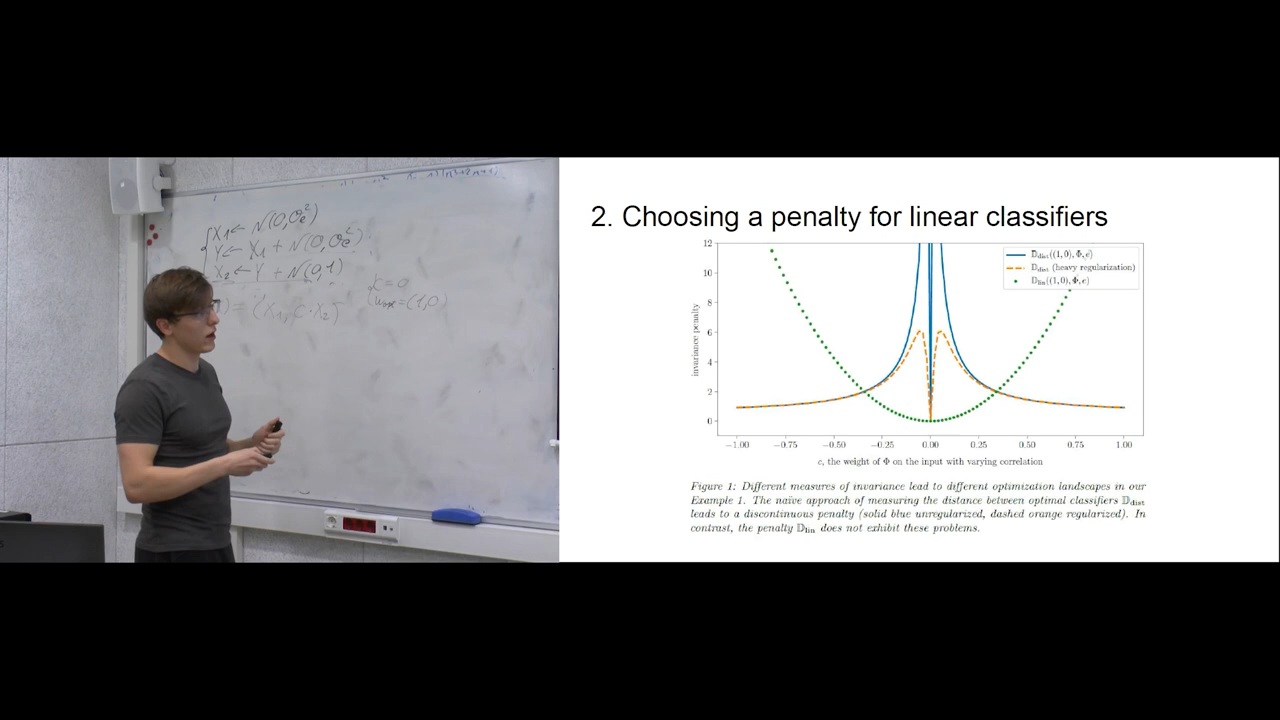 X₁ ← N(0,σₑ²)
Y ← X₁ + N(0,σₑ²)
X₂ ← Y + N(0,1)
= (X₁, C·X₂)
C = 0
= (1,0)
2. Choosing a penalty for linear classifiers
12
10
8
6
4
2
0
invariance penalty
𝔻dist((1,0),Φ,e)
𝔻dist (heavy regularization)
𝔻lin((1,0),Φ,e)
−1.00 −0.75 −0.50 −0.25 0.00 0.25 0.50 0.75 1.00
c, the weight of Φ on the input with varying correlation
Figure 1: Different measures of invariance lead to different optimization landscapes in our
Example 1. The naïve approach of measuring the distance between optimal classifiers 𝔻dist
leads to a discontinuous penalty (solid blue unregularized, dashed orange regularized). In
contrast, the penalty 𝔻lin does not exhibit these problems.